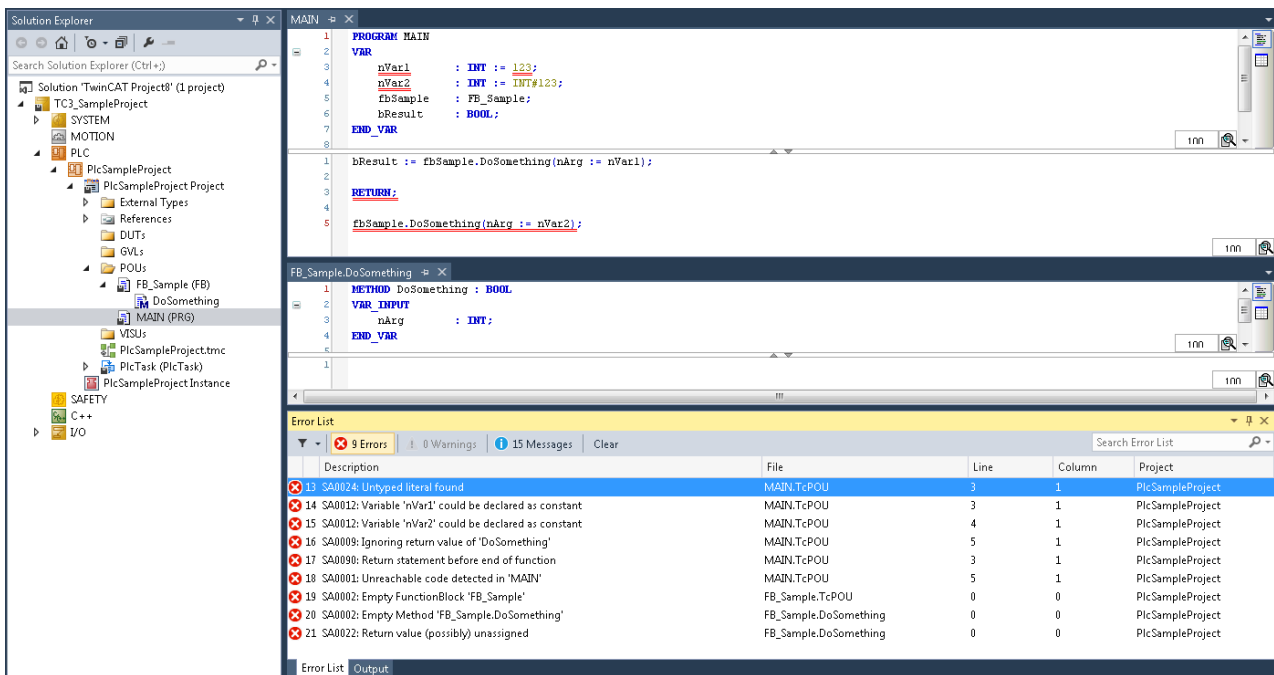 Solution Explorer
Search Solution Explorer (Ctrl+;)
Solution 'TwinCAT Project8' (1 project)
TC3_SampleProject
SYSTEM
MOTION
PLC
PlcSampleProject
PlcSampleProject Project
External Types
References
DUTs
GVLs
POUs
FB_Sample (FB)
DoSomething
MAIN (PRG)
VISUs
PlcSampleProject.tmc
PlcTask (PlcTask)
PlcSampleProject Instance
SAFETY
C++
I/O
MAIN
1 PROGRAM MAIN
2 VAR
3 nVar1 : INT := 123;
4 nVar2 : INT := INT#123;
5 fbSample : FB_Sample;
6 bResult : BOOL;
7 END_VAR
8
100
1 bResult := fbSample.DoSomething(nArg := nVar1);
2
3 RETURN;
4
5 fbSample.DoSomething(nArg := nVar2);
100
FB_Sample.DoSomething
1 METHOD DoSomething : BOOL
2 VAR_INPUT
3 nArg : INT;
4 END_VAR
5
100
1
100
Error List
9 Errors ! 0 Warnings 15 Messages Clear Search Error List
Description File Line Column Project
13 SA0024: Untyped literal found MAIN.TcPOU 3 1 PlcSampleProject
14 SA0012: Variable 'nVar1' could be declared as constant MAIN.TcPOU 3 1 PlcSampleProject
15 SA0012: Variable 'nVar2' could be declared as constant MAIN.TcPOU 4 1 PlcSampleProject
16 SA0009: Ignoring return value of 'DoSomething' MAIN.TcPOU 5 1 PlcSampleProject
17 SA0090: Return statement before end of function MAIN.TcPOU 3 1 PlcSampleProject
18 SA0001: Unreachable code detected in 'MAIN' MAIN.TcPOU 5 1 PlcSampleProject
19 SA0002: Empty FunctionBlock 'FB_Sample' FB_Sample.TcPOU 0 0 PlcSampleProject
20 SA0002: Empty Method 'FB_Sample.DoSomething' FB_Sample.DoSomething 0 0 PlcSampleProject
21 SA0022: Return value (possibly) unassigned FB_Sample.DoSomething 0 0 PlcSampleProject
Error List Output